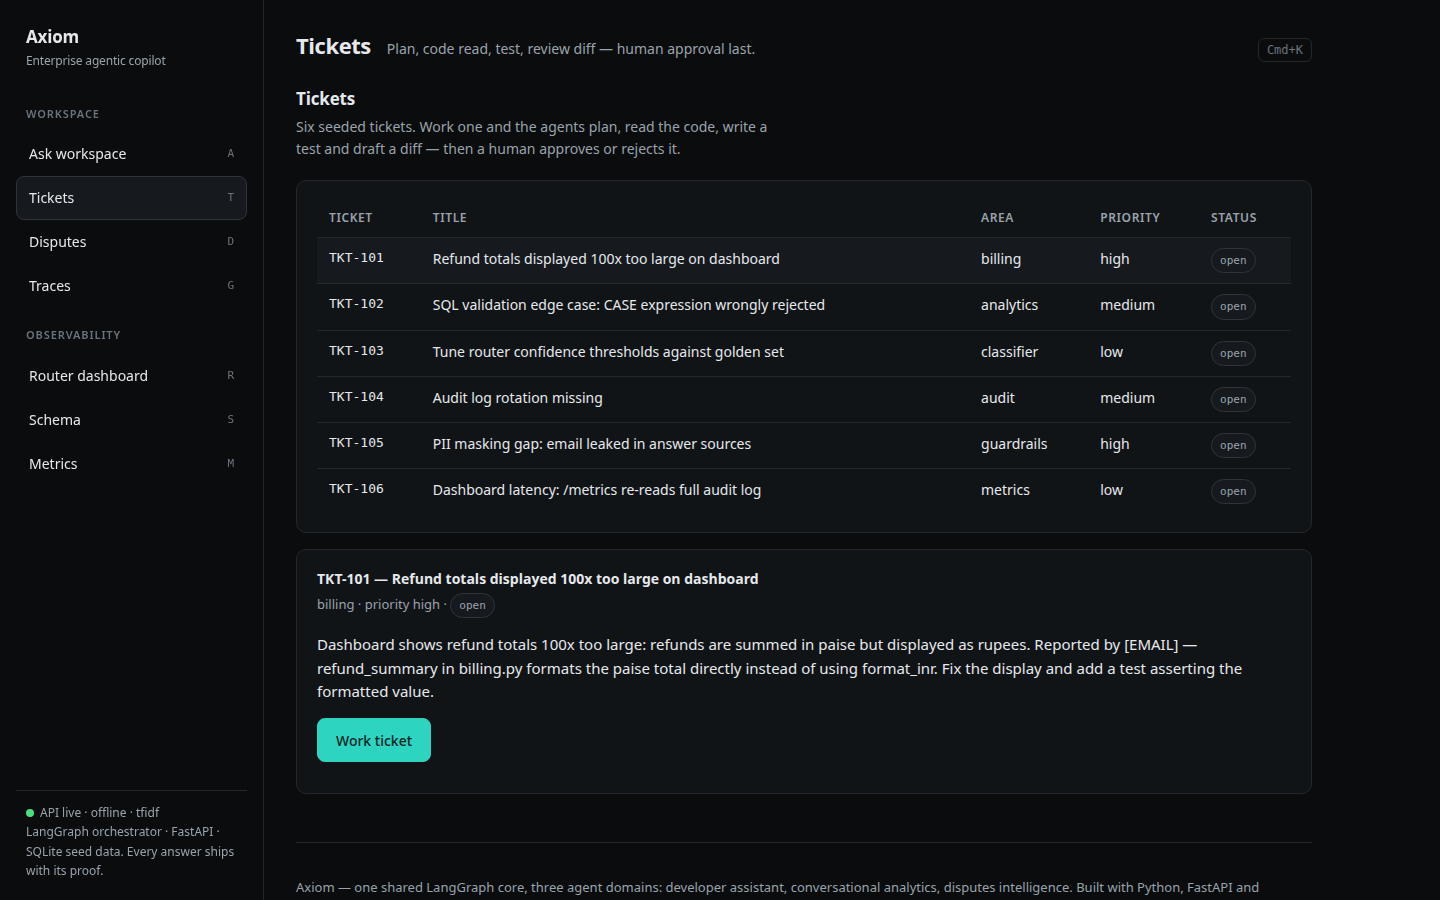 Axiom
Enterprise agentic copilot
WORKSPACE
Ask workspace A
Tickets T
Disputes D
Traces G
OBSERVABILITY
Router dashboard R
Schema S
Metrics M
API live · offline · tfidf
LangGraph orchestrator · FastAPI ·
SQLite seed data. Every answer ships
with its proof.
Tickets Plan, code read, test, review diff — human approval last. Cmd+K
Tickets
Six seeded tickets. Work one and the agents plan, read the code, write a
test and draft a diff — then a human approves or rejects it.
TICKET TITLE AREA PRIORITY STATUS
TKT-101 Refund totals displayed 100x too large on dashboard billing high open
TKT-102 SQL validation edge case: CASE expression wrongly rejected analytics medium open
TKT-103 Tune router confidence thresholds against golden set classifier low open
TKT-104 Audit log rotation missing audit medium open
TKT-105 PII masking gap: email leaked in answer sources guardrails high open
TKT-106 Dashboard latency: /metrics re-reads full audit log metrics low open
TKT-101 — Refund totals displayed 100x too large on dashboard
billing · priority high · open
Dashboard shows refund totals 100x too large: refunds are summed in paise but displayed as rupees. Reported by [EMAIL] —
refund_summary in billing.py formats the paise total directly instead of using format_inr. Fix the display and add a test asserting the
formatted value.
Work ticket
Axiom — one shared LangGraph core, three agent domains: developer assistant, conversational analytics, disputes intelligence. Built with Python, FastAPI and